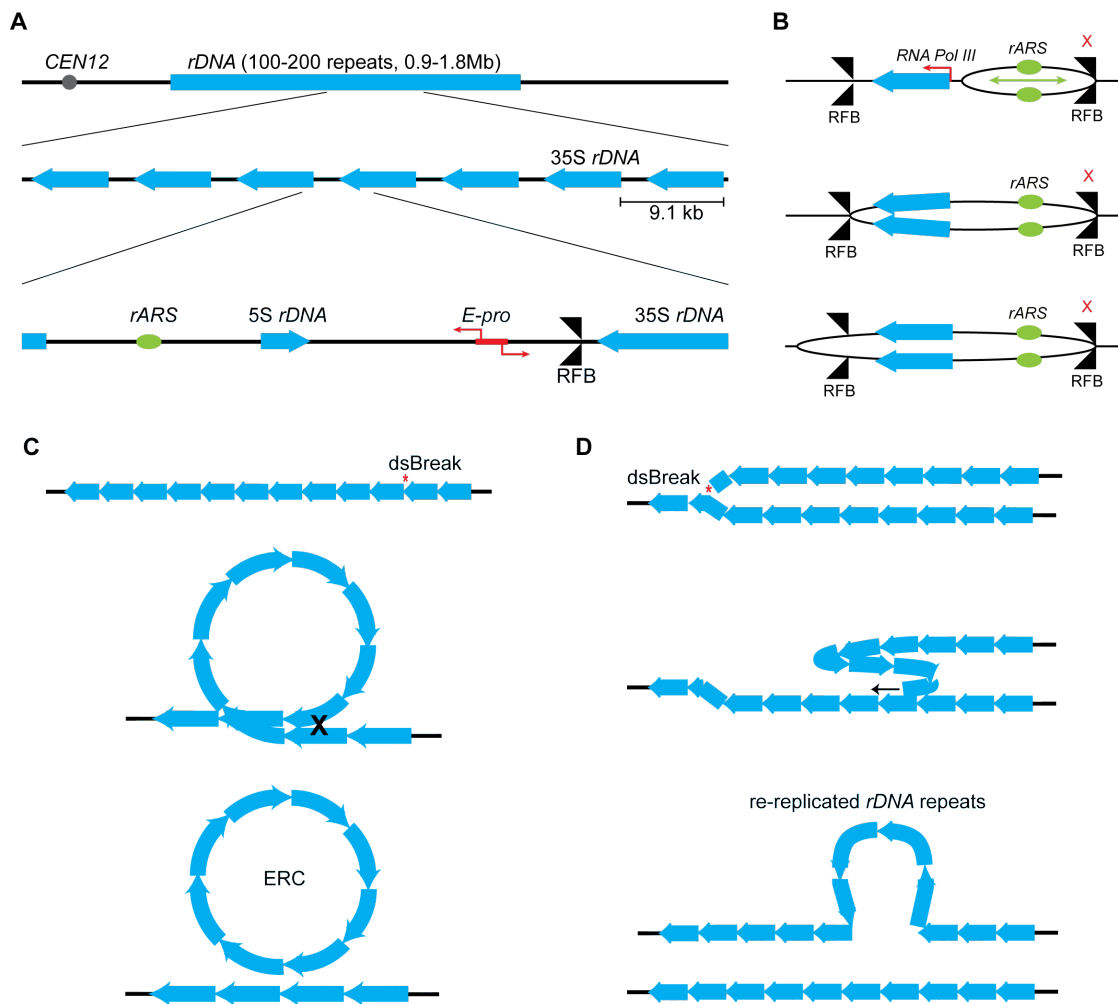 A
CEN12
rDNA (100-200 repeats, 0.9-1.8Mb)
35S rDNA
9.1 kb
rARS
5S rDNA
E-pro
35S rDNA
RFB
B
RNA Pol III
rARS
X
RFB
RFB
rARS
X
RFB
RFB
rARS
X
RFB
RFB
C
dsBreak
*
X
ERC
D
dsBreak
*
re-replicated rDNA repeats